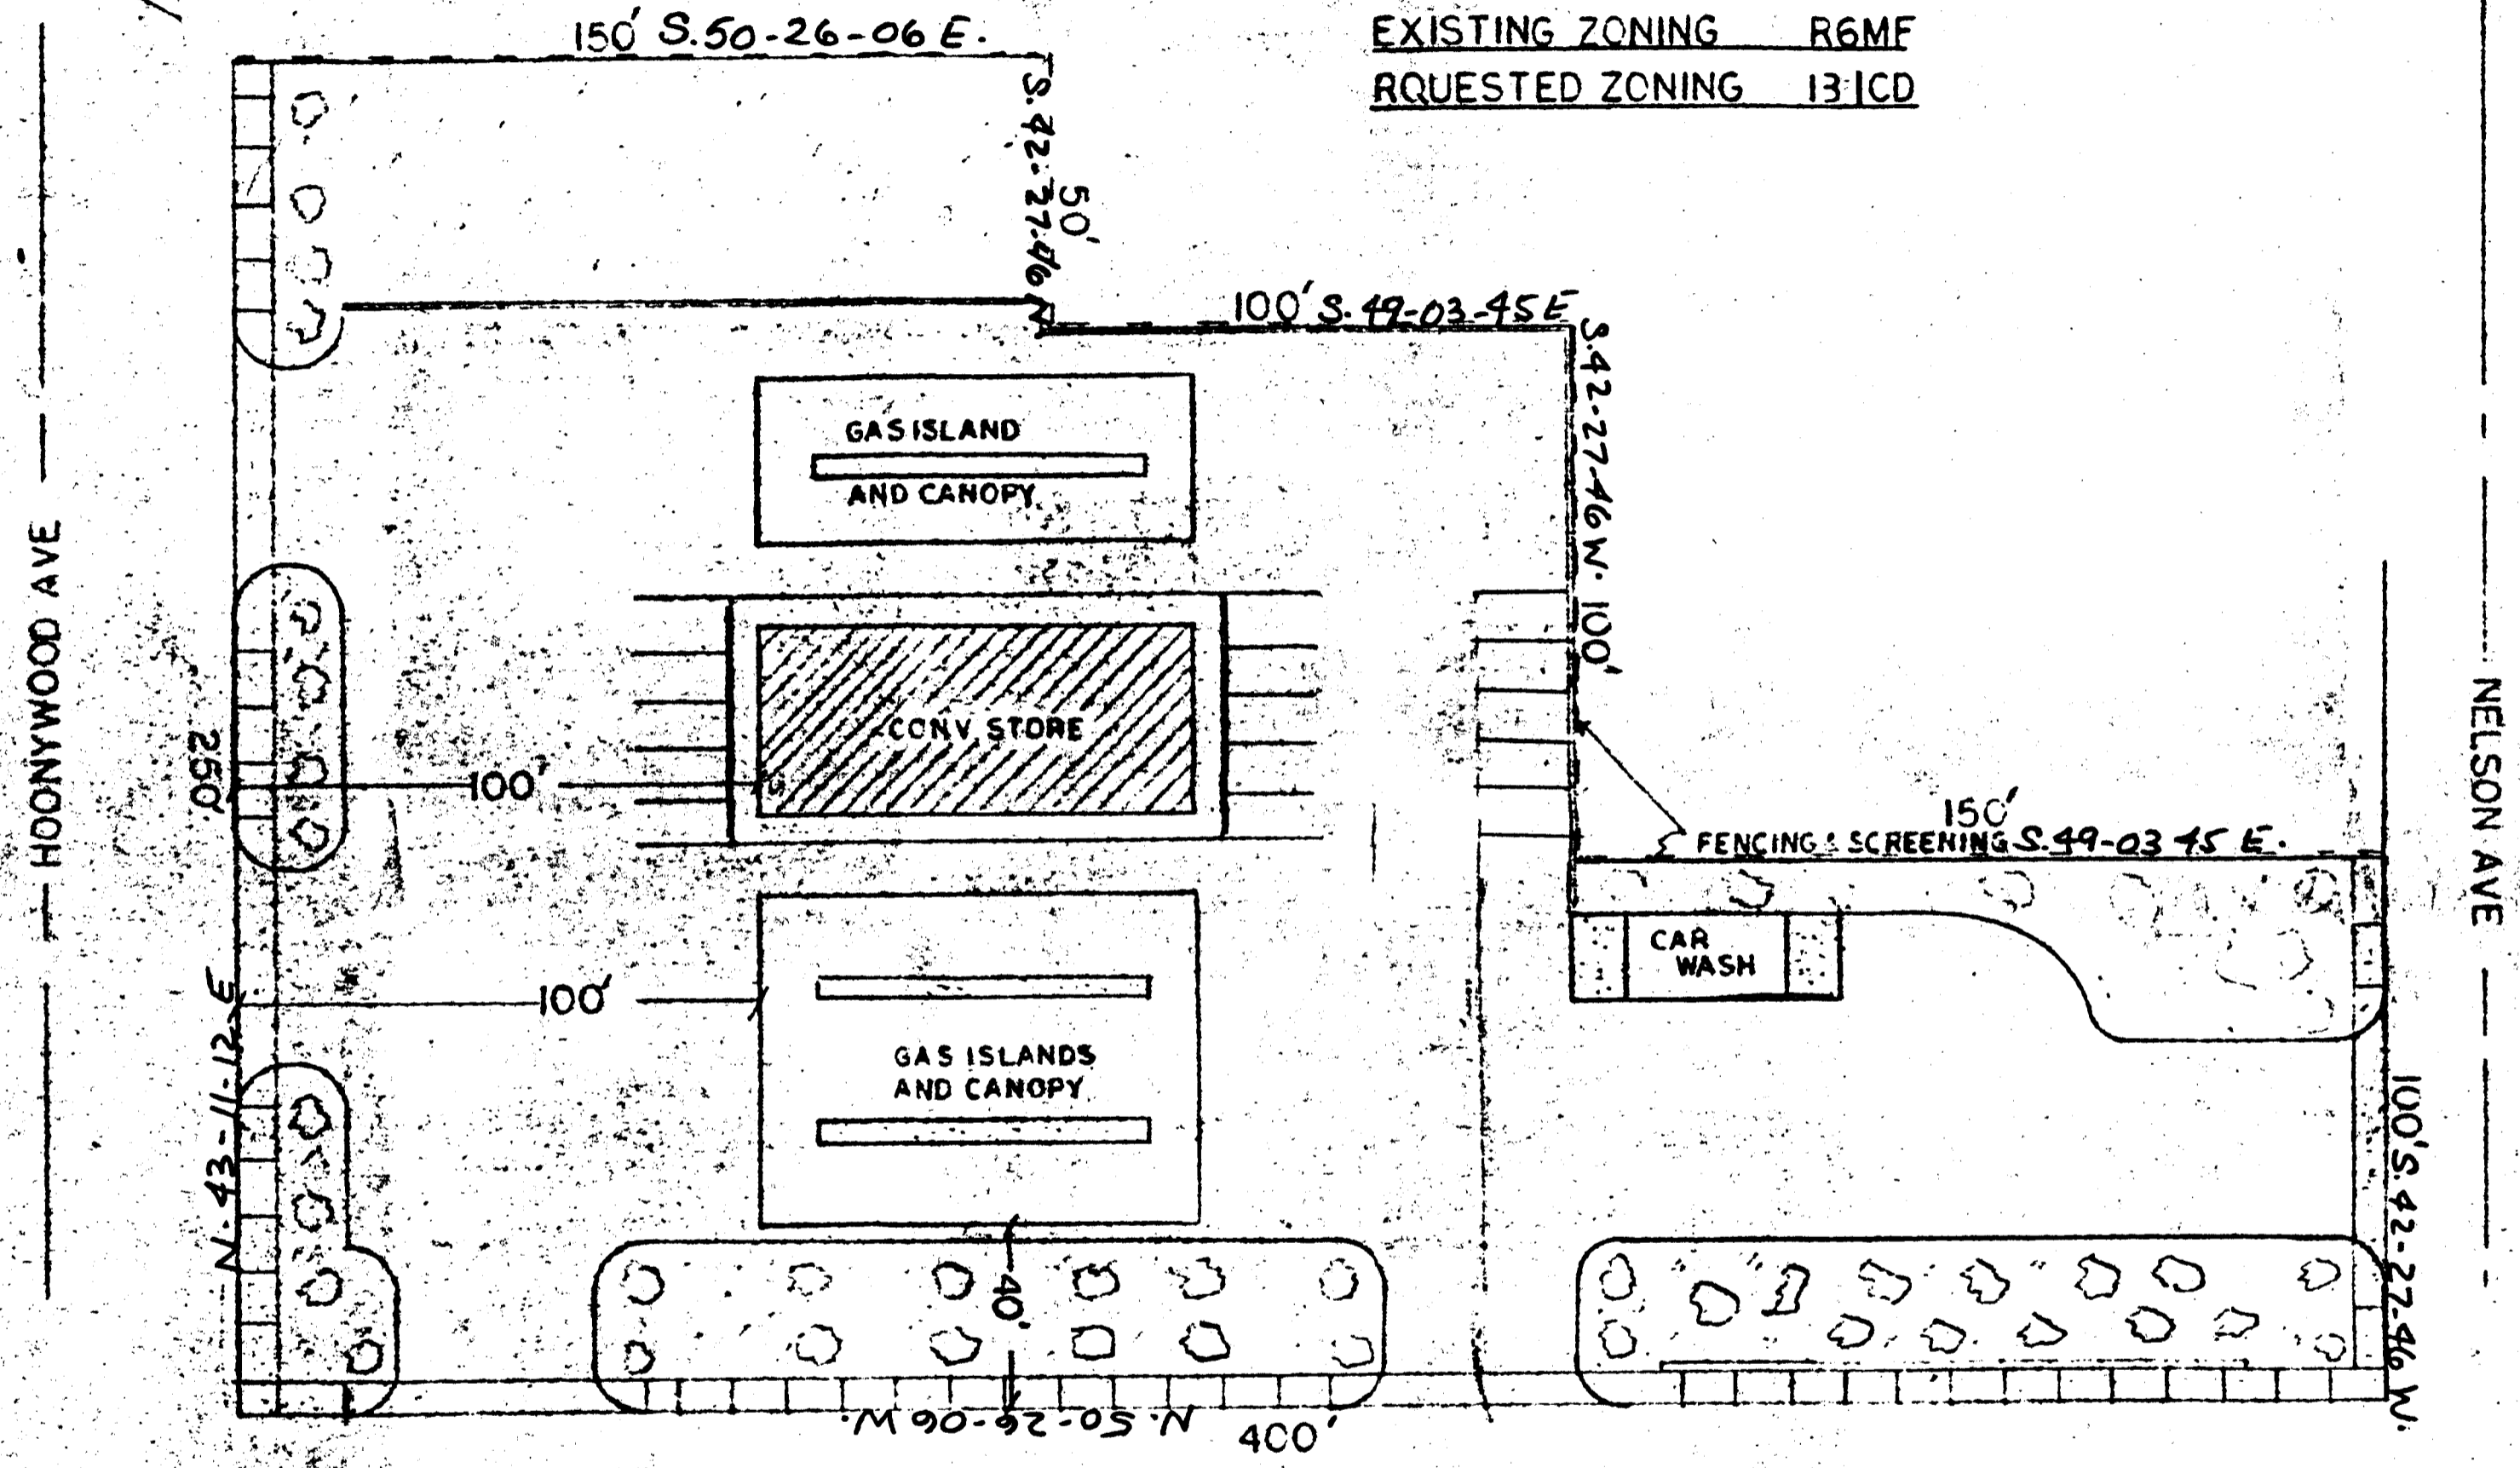 150' S.50-26-06 E.
EXISTING ZONING R6MF
RQUESTED ZONING
S.42-27-46 W
50'
100' S.49-03-45 E
S.42-27-46 W. 100'
GAS ISLAND
AND CANOPY
HOONYWOOD AVE
CONV. STORE
100'
250'
NELSON AVE
150'
FENCING & SCREENING S.49-03 45 E.
CAR
WASH
100'
N.43-11-12 E
GAS ISLANDS
AND CANOPY
100' S.42-27-46 W.
40'
N.50-26-06 W.
400'